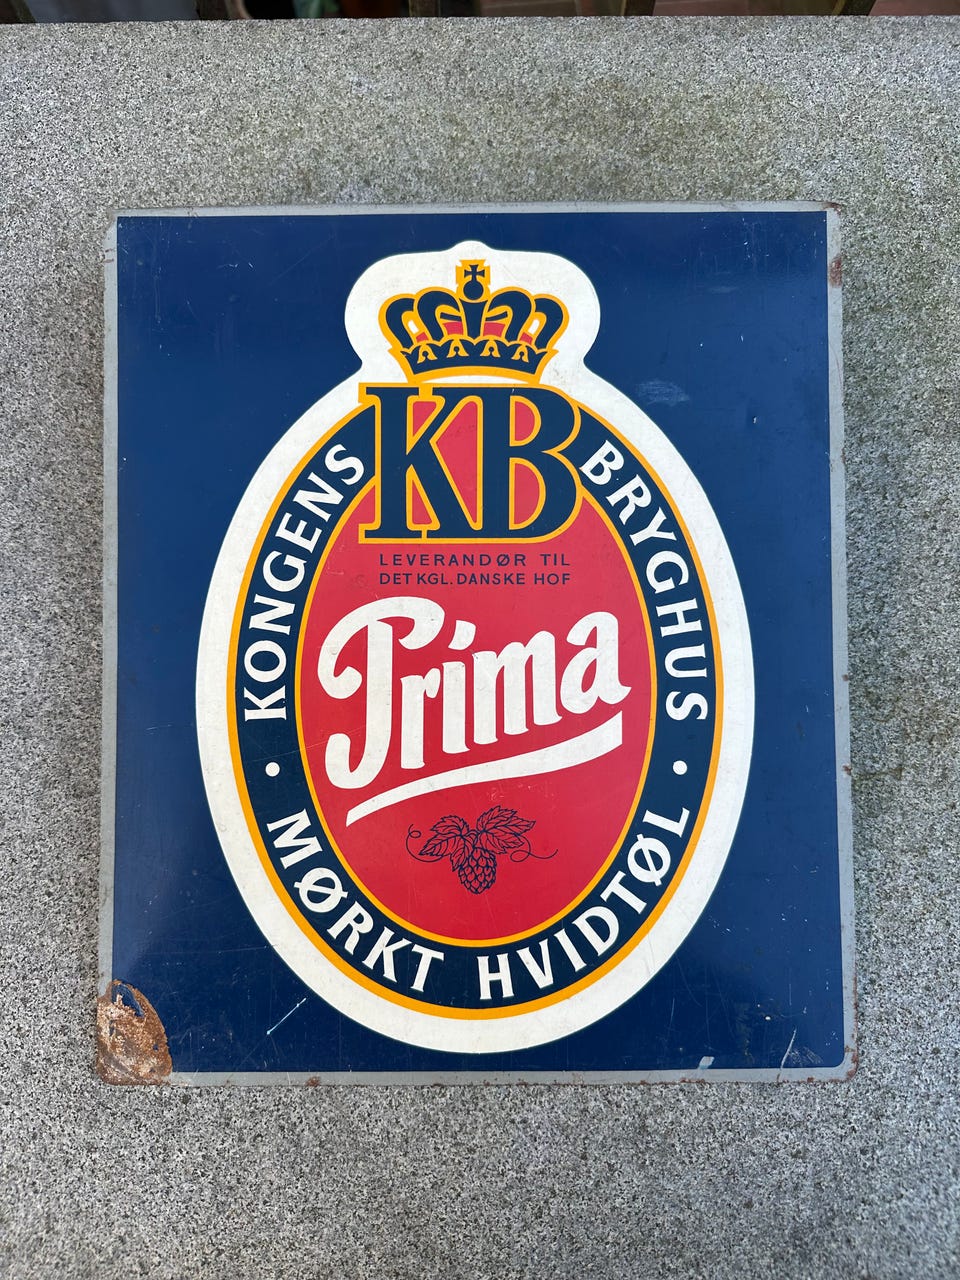 KB
KONGENS BRYGHUS
LEVERANDØR TIL
DET KGL. DANSKE HOF
Prima
• MØRKT HVIDTØL •